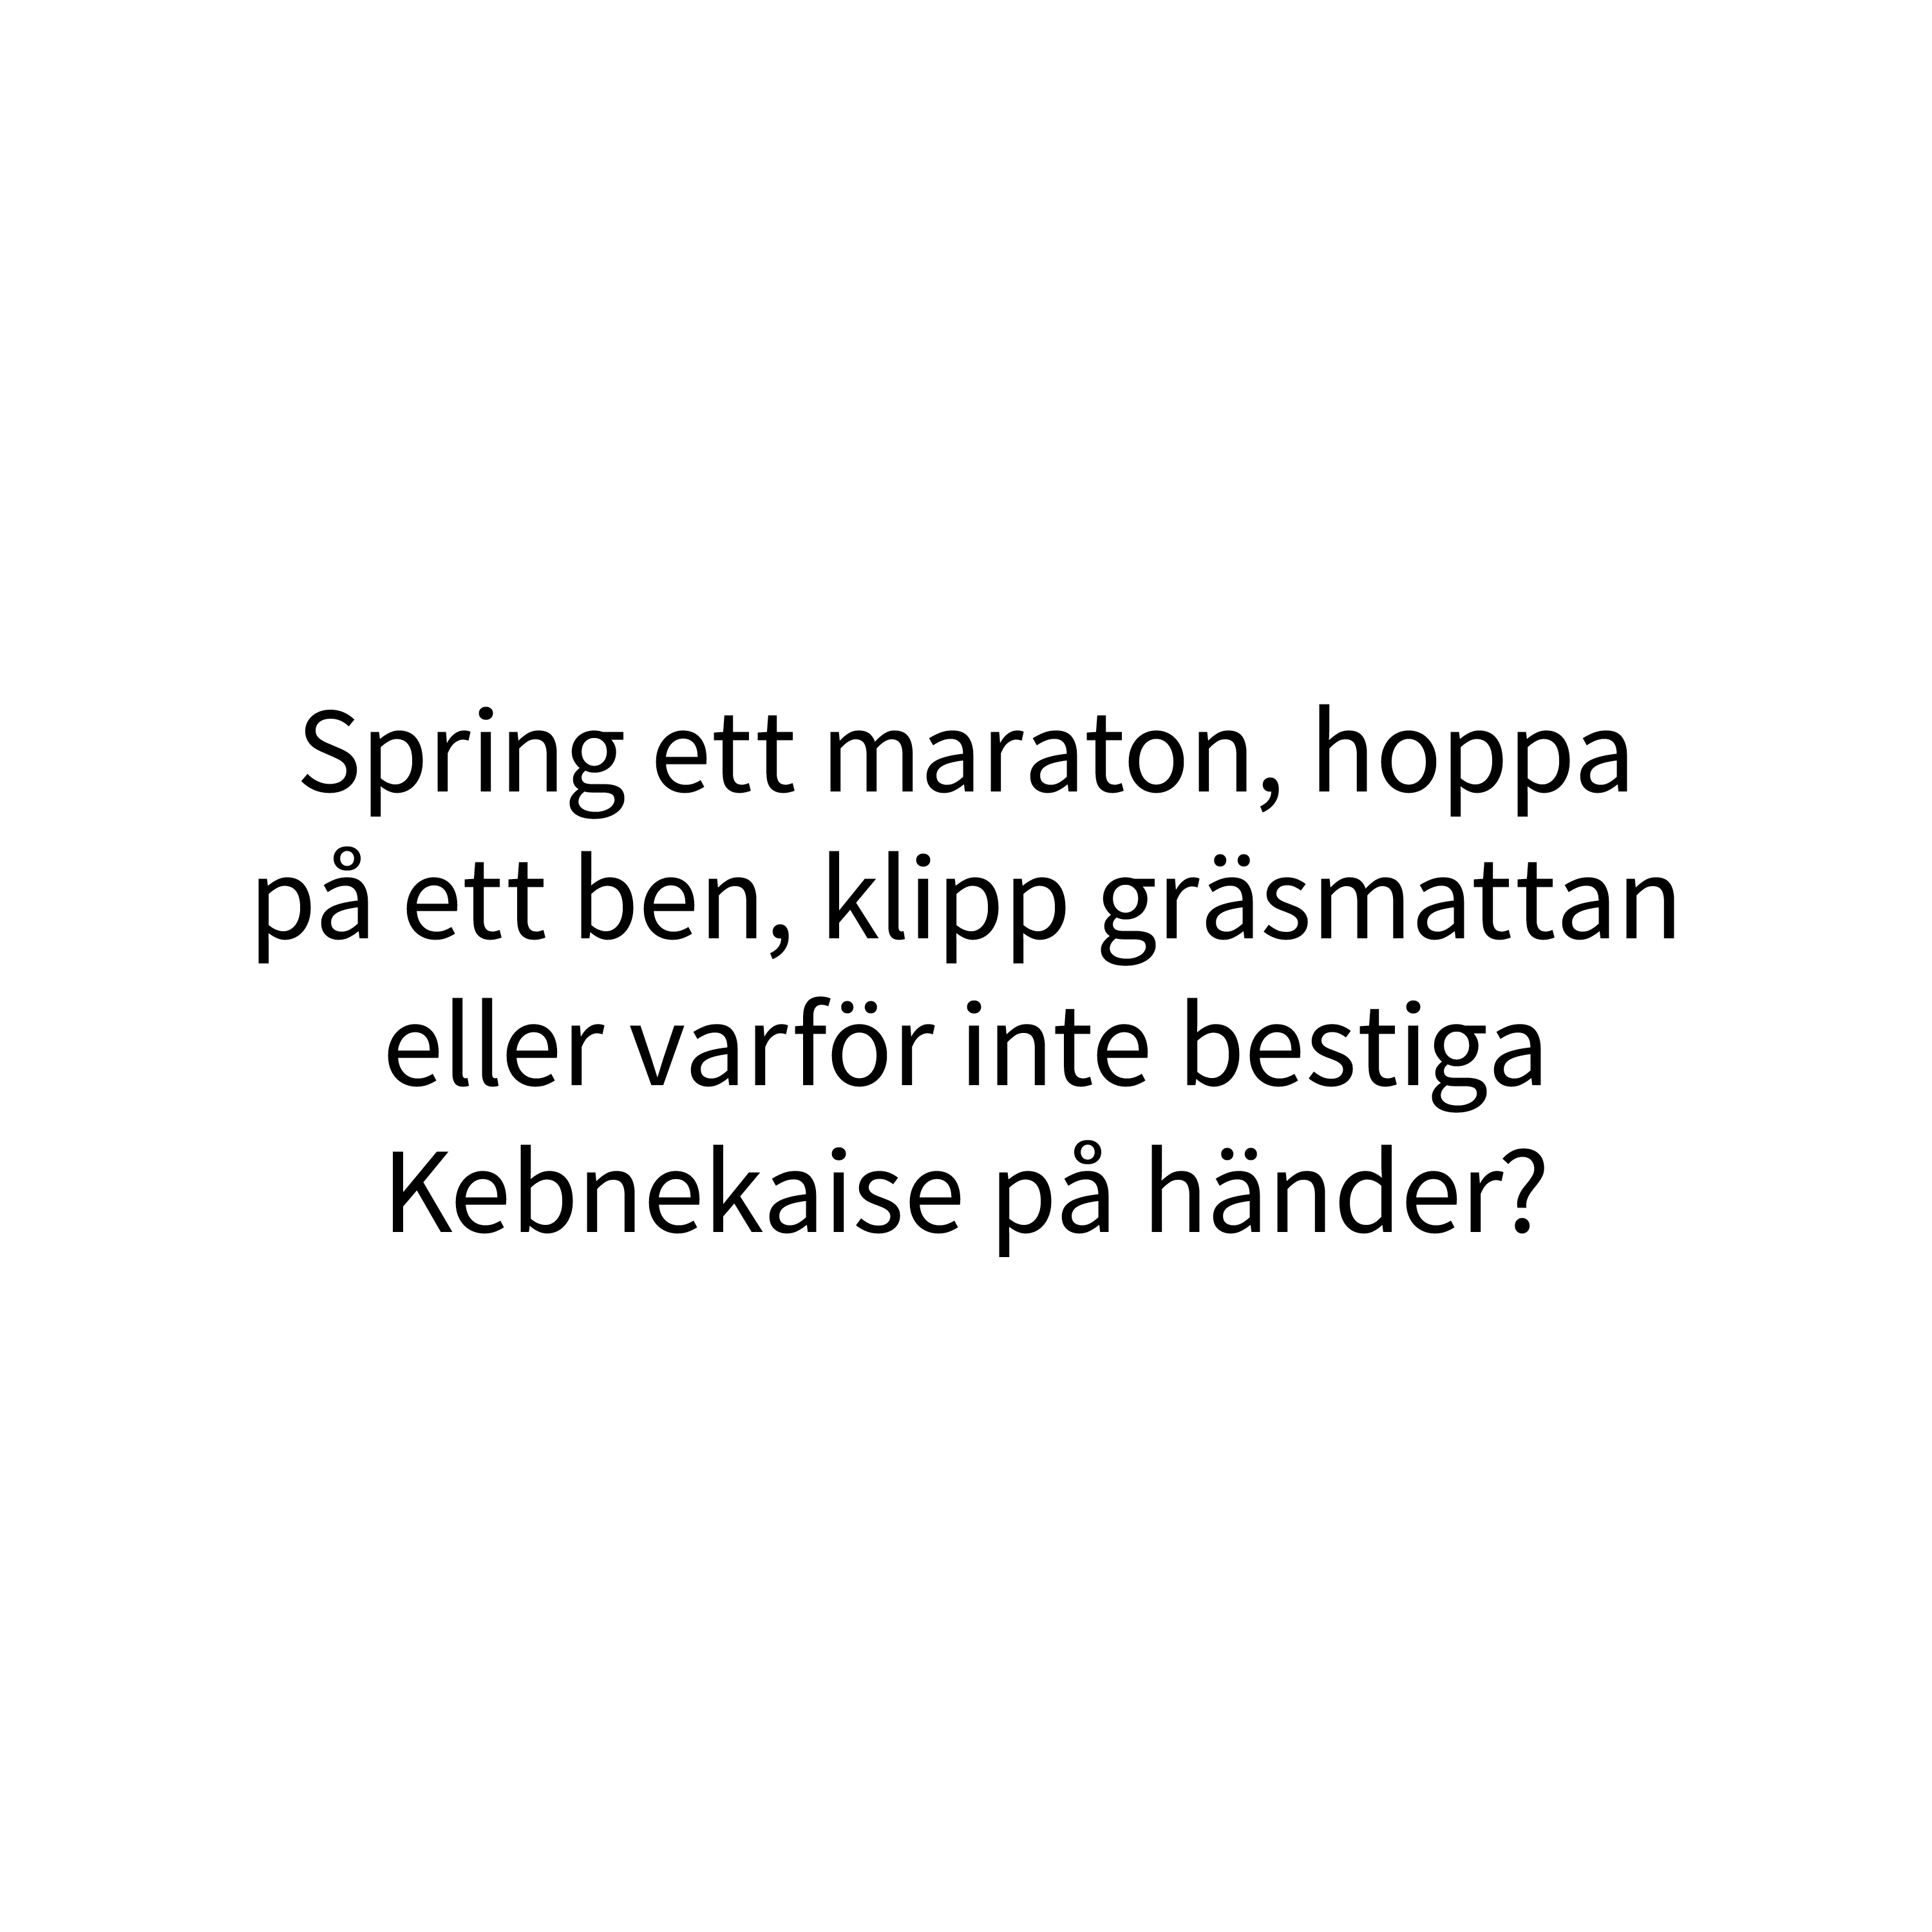 Spring ett maraton, hoppa
på ett ben, klipp gräsmattan
eller varför inte bestiga
Kebnekaise på händer?